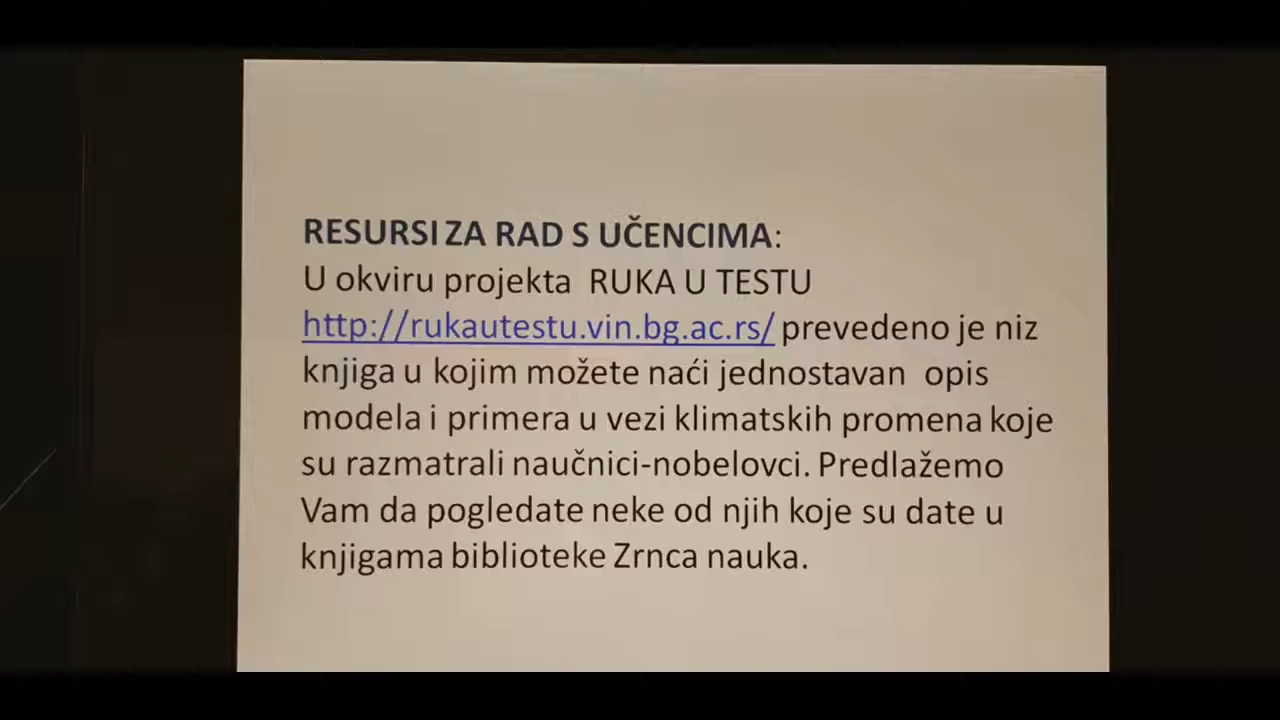 RESURSI ZA RAD S UČENCIMA:
U okviru projekta RUKA U TESTU
http://rukautestu.vin.bg.ac.rs/ prevedeno je niz
knjiga u kojim možete naći jednostavan opis
modela i primera u vezi klimatskih promena koje
su razmatrali naučnici-nobelovci. Predlažemo
Vam da pogledate neke od njih koje su date u
knjigama biblioteke Zrnca nauka.